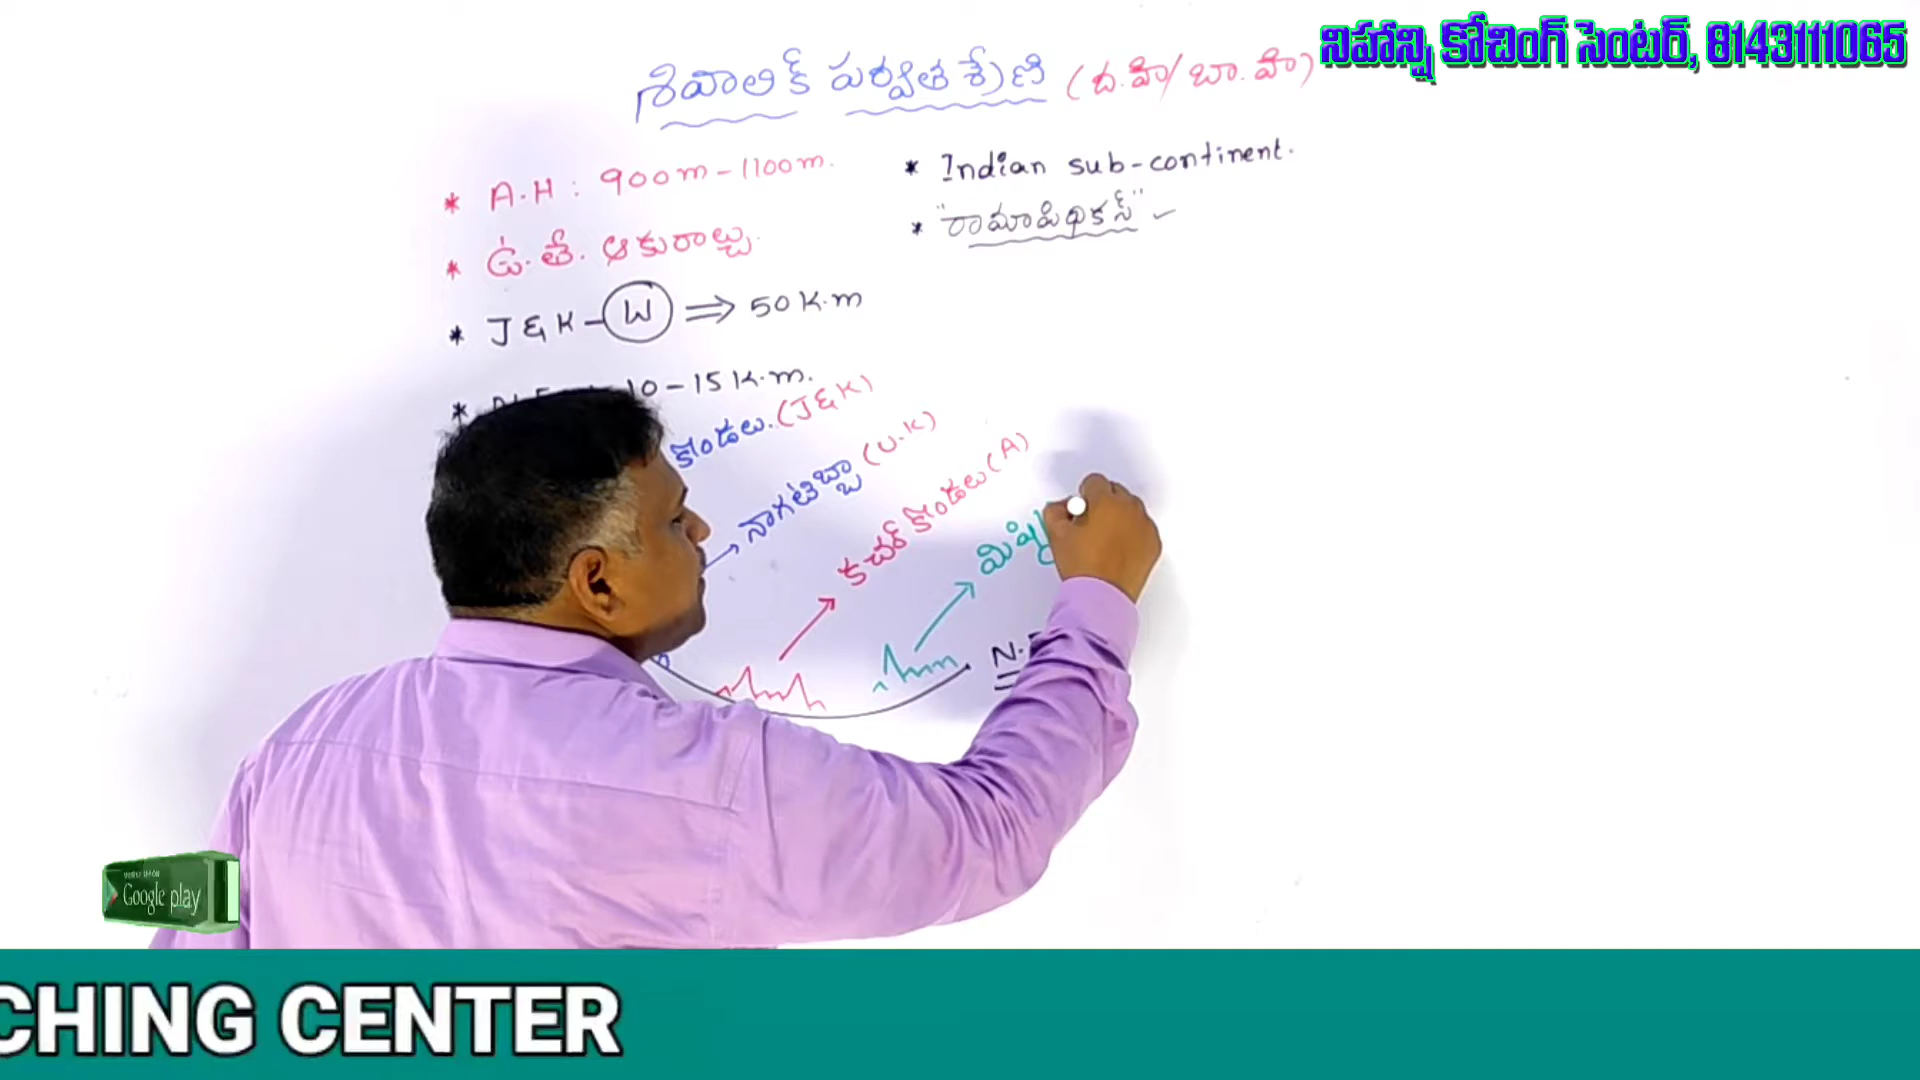 నిహాన్షి కోచింగ్ సెంటర్, 8143111065
శివాలిక్ పర్వత శ్రేణి (ద.హి/బా.హి)
* A.H : 900m - 1100m.
* ఉ.తే. ఆకురాల్చు.
* J&K - W ⇒ 50 K.m
* 10 - 15 K.m.
* Indian sub-continent.
* "రామాపిథికస్" ✓
కొండలు. (J&K)
నాగటిబ్బా (U.K)
కచర్ కొండలు (A)
మిష్మి
N.
Google play
CHING CENTER